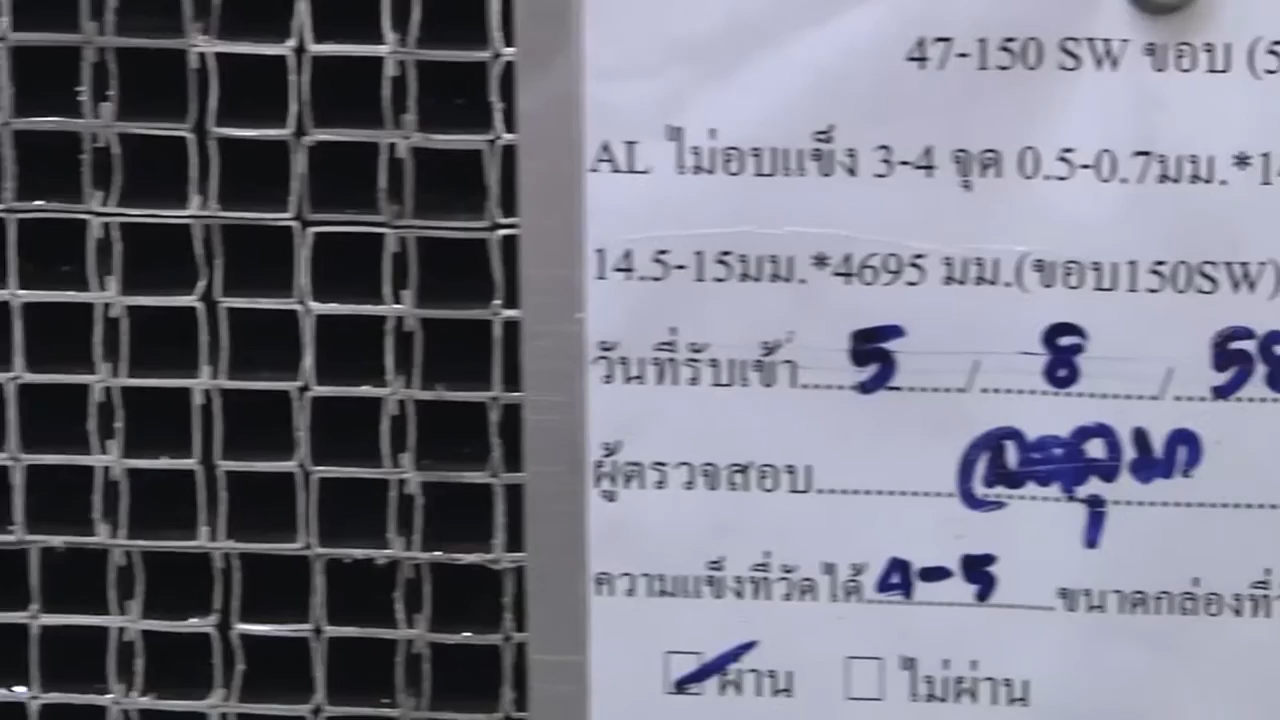 47-150 SW ขอบ (5
AL ไม่อบแข็ง 3-4 จุด 0.5-0.7มม.*1
14.5-15มม.*4695 มม.(ขอบ150SW)
วันที่รับเข้า.....5....../.....8....../...58
ผู้ตรวจสอบ
ความแข็งที่วัดได้ 4-5 ขนาดกล่องที่
☑ ผ่าน ☐ ไม่ผ่าน